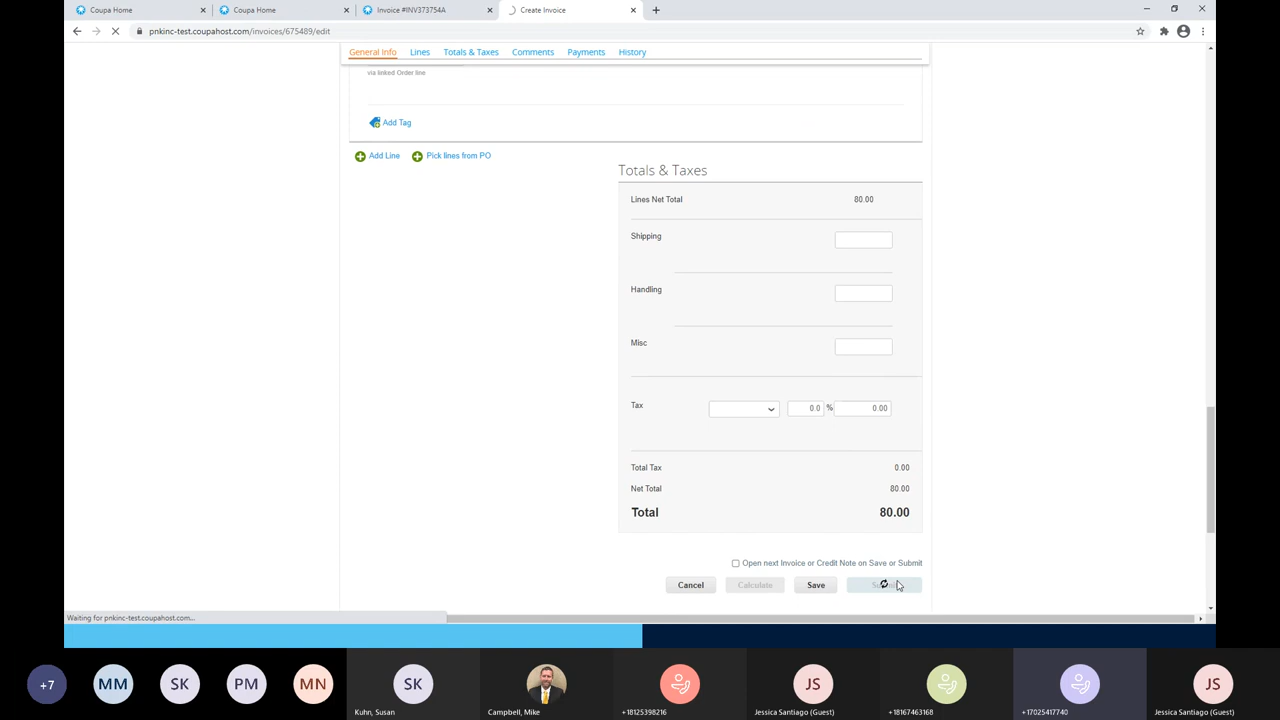 Coupa Home
Coupa Home
Invoice #INV373754A
Create Invoice
pnkinc-test.coupahost.com/invoices/675489/edit
General Info
Lines
Totals & Taxes
Comments
Payments
History
via linked Order line
Add Tag
Add Line
Pick lines from PO
Totals & Taxes
Lines Net Total 80.00
Shipping
Handling
Misc
Tax 0.0 % 0.00
Total Tax 0.00
Net Total 80.00
Total 80.00
Open next Invoice or Credit Note on Save or Submit
Cancel
Calculate
Save
Waiting for pnkinc-test.coupahost.com...
+7
MM
SK
PM
MN
SK
JS
JS
Kuhn, Susan
Campbell, Mike
+18125398216
Jessica Santiago (Guest)
+18167463168
+17025417740
Jessica Santiago (Guest)